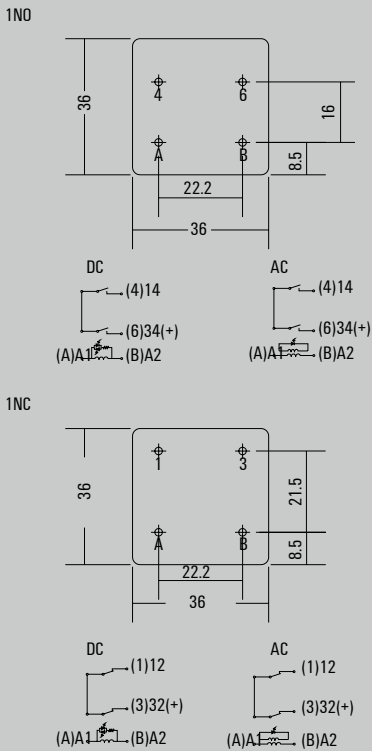 1NO
36
4 6
16
A B
8.5
22.2
36
DC AC
(4)14 (4)14
(6)34(+) (6)34(+)
(A)A1 (B)A2 (A)A1 (B)A2
1NC
36
1 3
21.5
A B
8.5
22.2
36
DC AC
(1)12 (1)12
(3)32(+) (3)32(+)
(A)A1 (B)A2 (A)A1 (B)A2